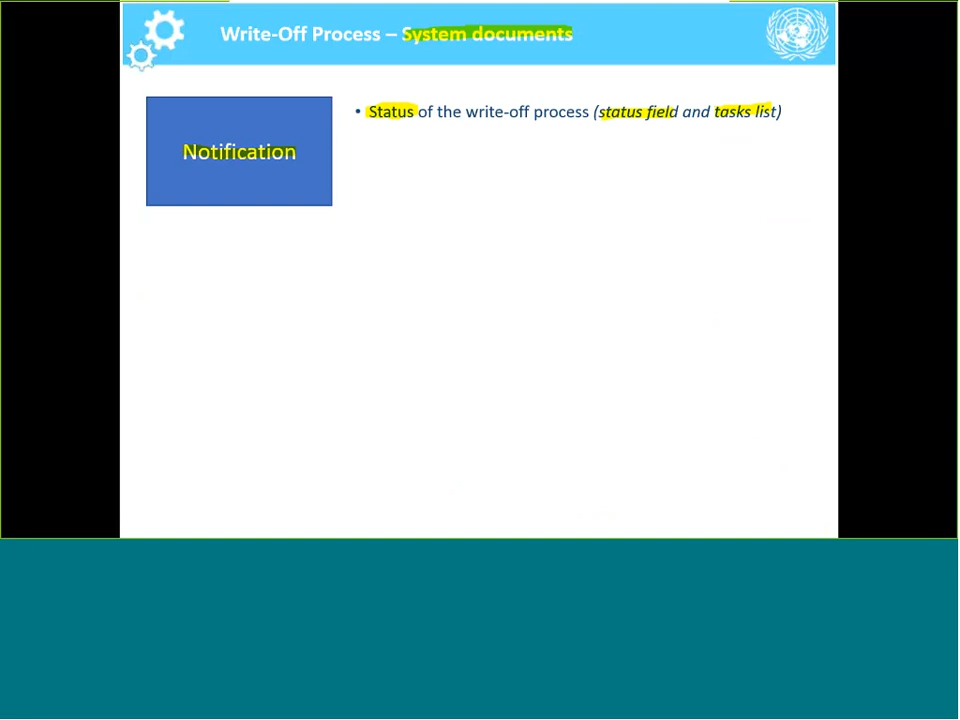 Write-Off Process – System documents
Notification
• Status of the write-off process (status field and tasks list)